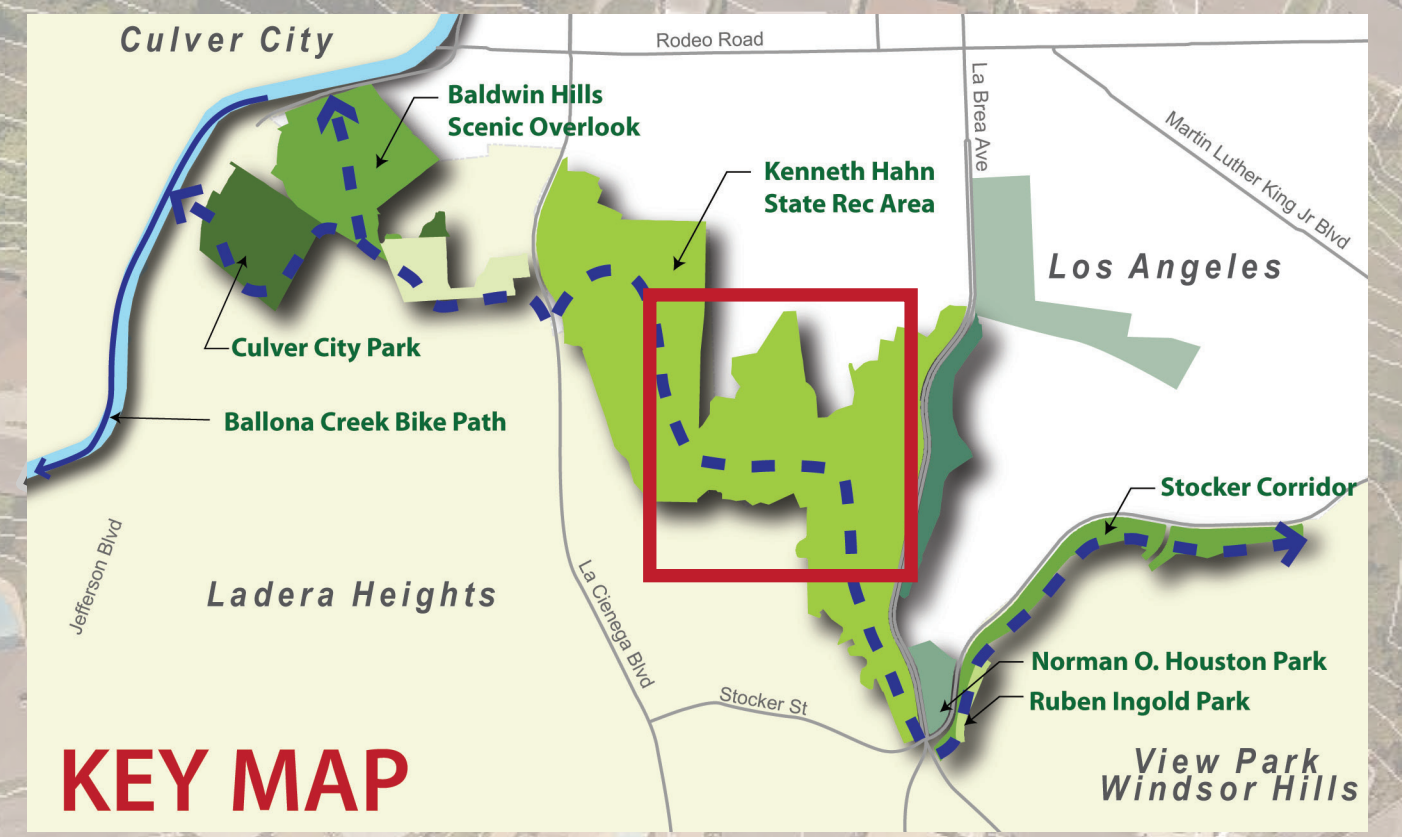 Culver City
Rodeo Road
Baldwin Hills
Scenic Overlook
La Brea Ave
Martin Luther King Jr Blvd
Kenneth Hahn
State Rec Area
Los Angeles
Culver City Park
Ballona Creek Bike Path
Stocker Corridor
Jefferson Blvd
Ladera Heights
La Cienega Blvd
Norman O. Houston Park
Stocker St
Ruben Ingold Park
View Park
Windsor Hills
KEY MAP